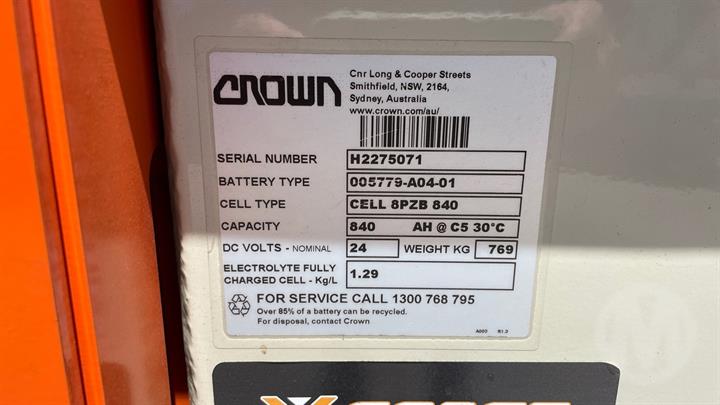 CROWN
Cnr Long & Cooper Streets
Smithfield, NSW, 2164,
Sydney, Australia
www.crown.com/au/
SERIAL NUMBER H2275071
BATTERY TYPE 005779-A04-01
CELL TYPE CELL 8PZB 840
CAPACITY 840 AH @ C5 30°C
DC VOLTS - NOMINAL 24 WEIGHT KG 769
ELECTROLYTE FULLY
CHARGED CELL - Kg/L 1.29
FOR SERVICE CALL 1300 768 795
Over 85% of a battery can be recycled.
For disposal, contact Crown